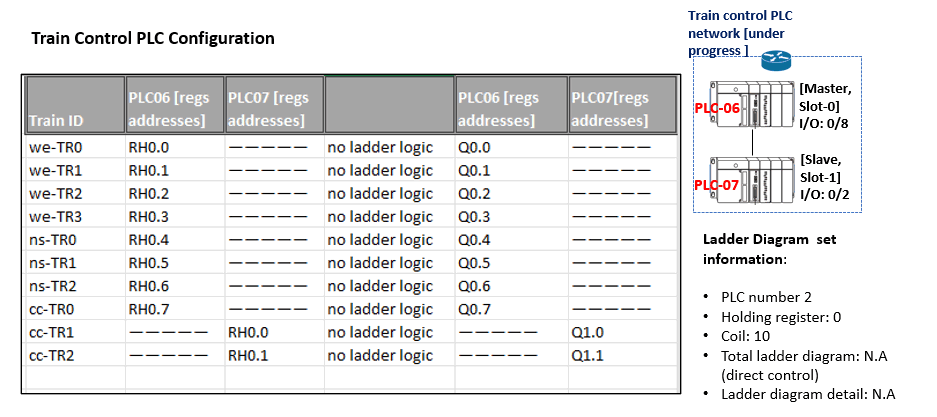 Train Control PLC Configuration
Train control PLC
network [under
progress ]
PLC06 [regs addresses] PLC07 [regs addresses] PLC06 [regs addresses] PLC07[regs addresses]
Train ID
we-TR0 RH0.0 ————— no ladder logic Q0.0 —————
we-TR1 RH0.1 ————— no ladder logic Q0.1 —————
we-TR2 RH0.2 ————— no ladder logic Q0.2 —————
we-TR3 RH0.3 ————— no ladder logic Q0.3 —————
ns-TR0 RH0.4 ————— no ladder logic Q0.4 —————
ns-TR1 RH0.5 ————— no ladder logic Q0.5 —————
ns-TR2 RH0.6 ————— no ladder logic Q0.6 —————
cc-TR0 RH0.7 ————— no ladder logic Q0.7 —————
cc-TR1 ————— RH0.0 no ladder logic ————— Q1.0
cc-TR2 ————— RH0.1 no ladder logic ————— Q1.1
PLC-06
[Master,
Slot-0]
I/O: 0/8
PLC-07
[Slave,
Slot-1]
I/O: 0/2
Ladder Diagram set
information:
• PLC number 2
• Holding register: 0
• Coil: 10
• Total ladder diagram: N.A
(direct control)
• Ladder diagram detail: N.A